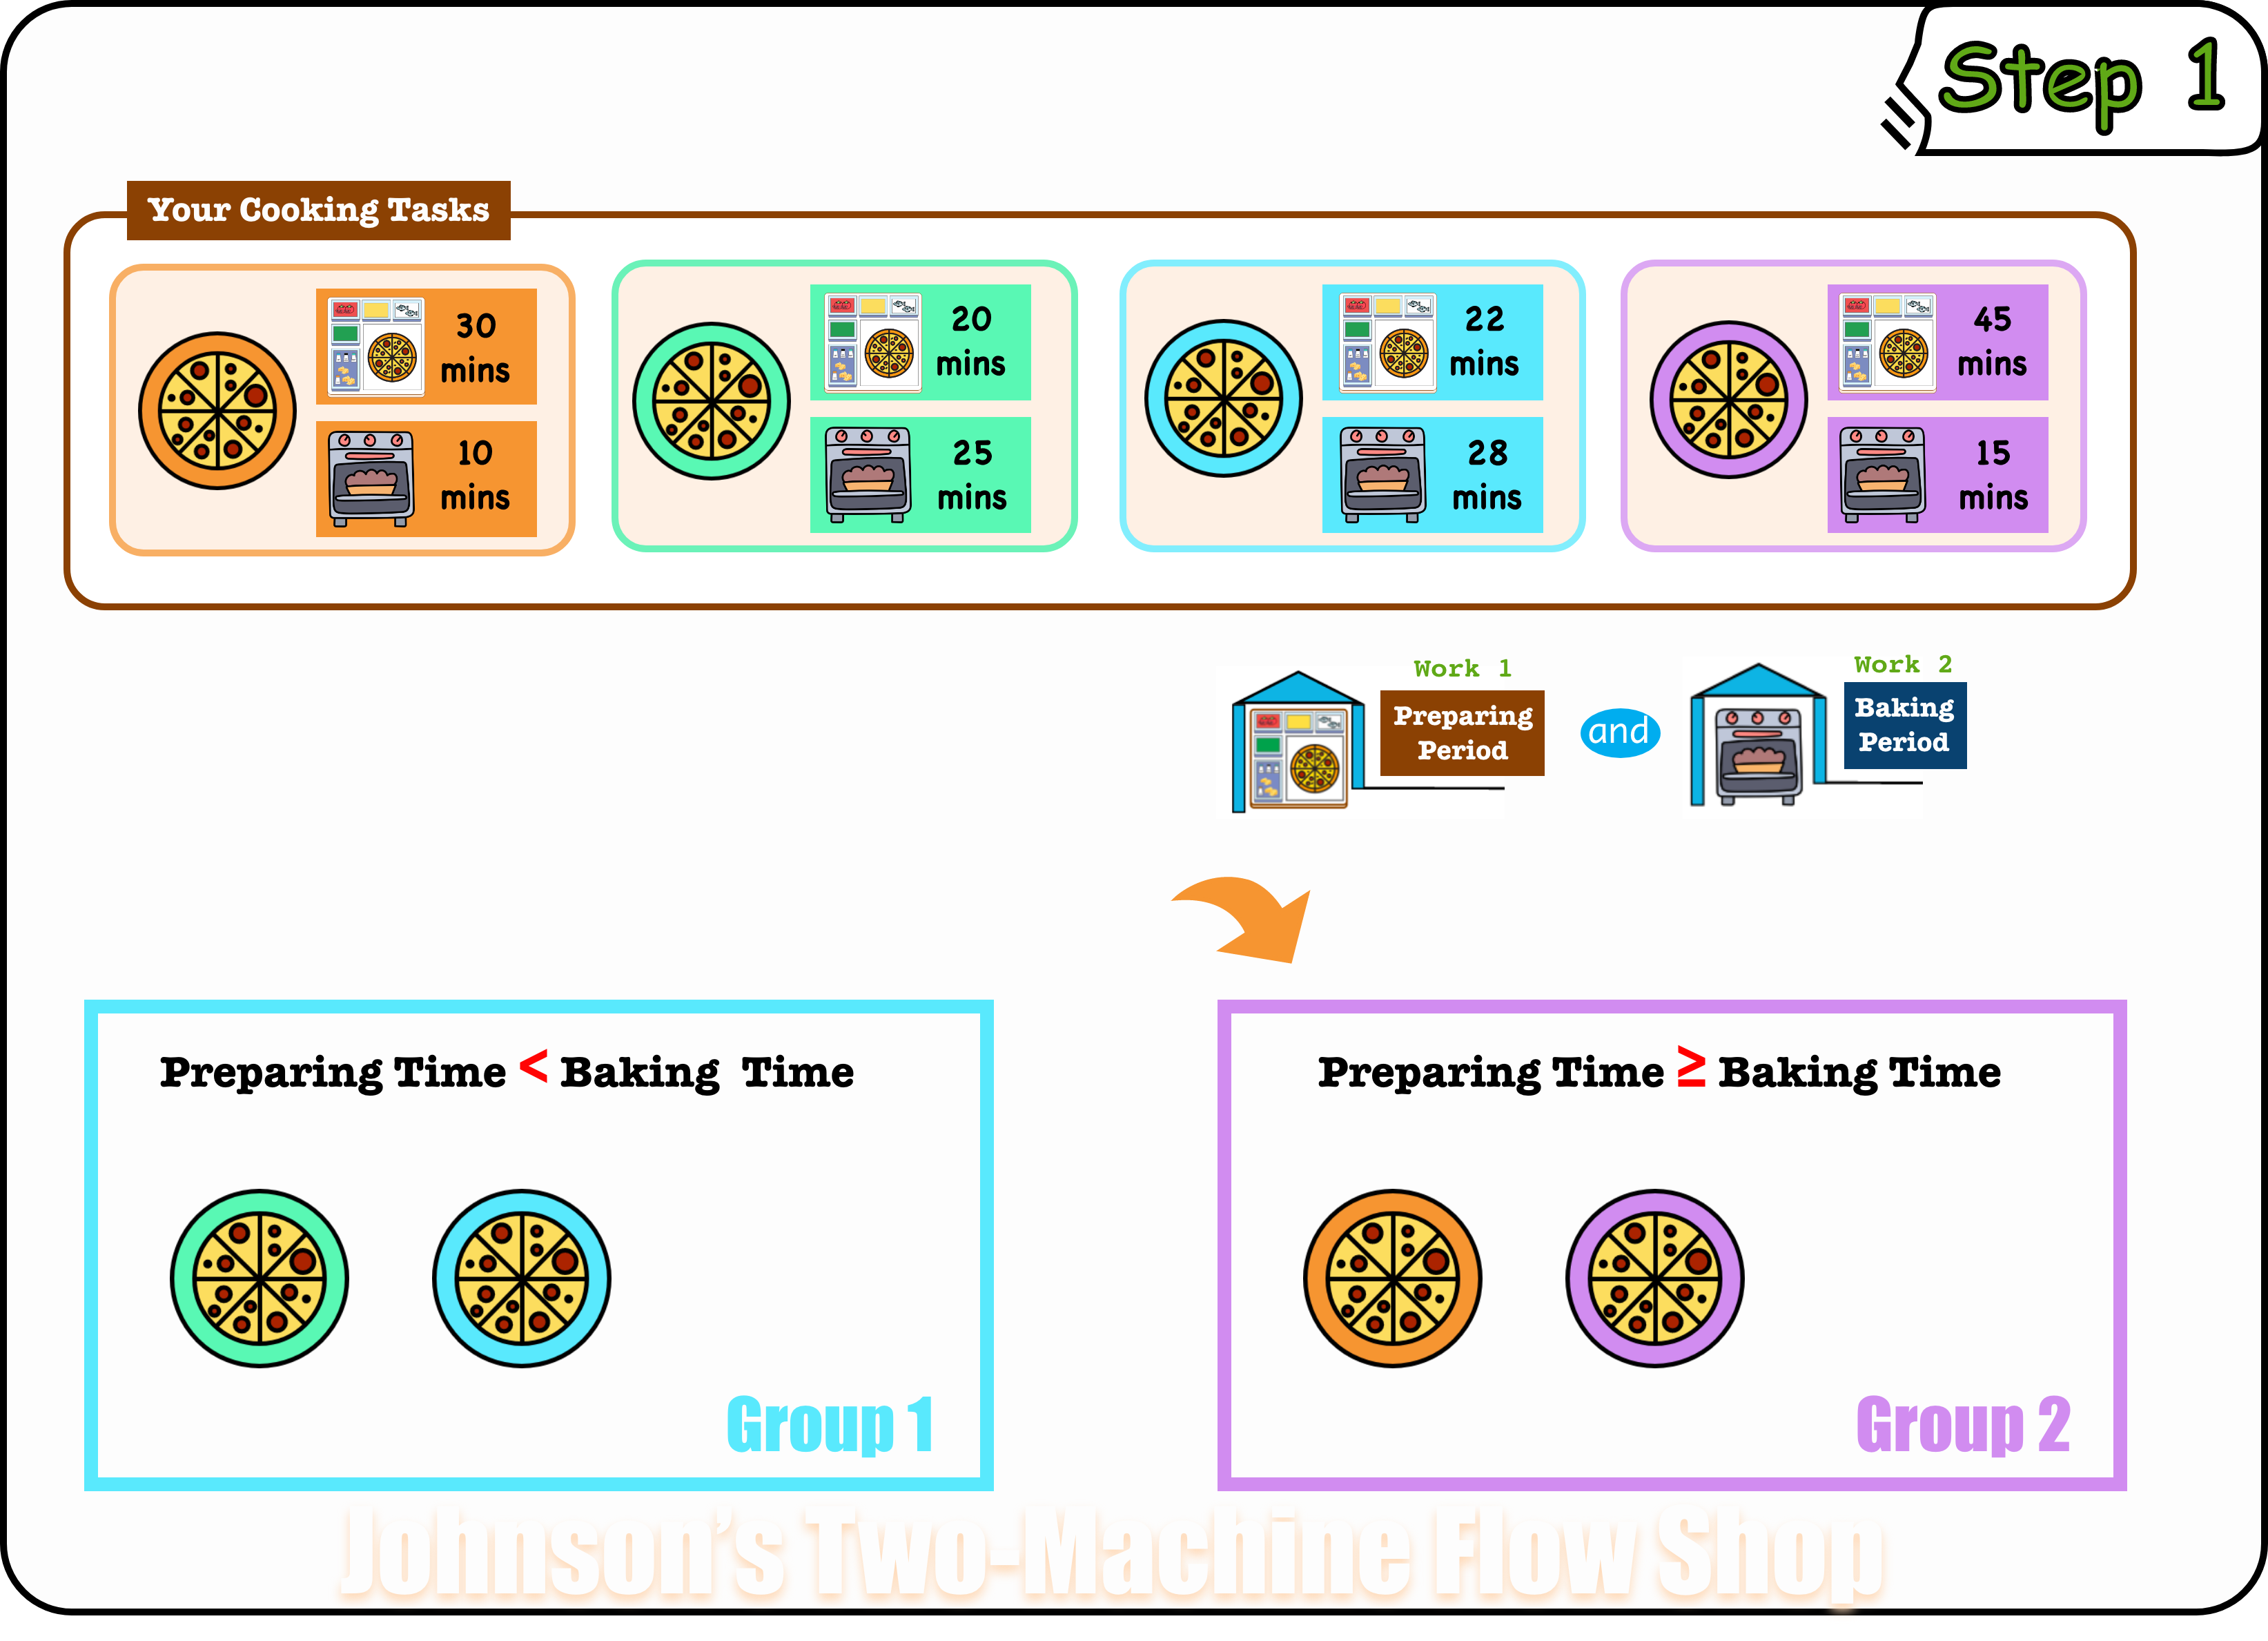 Step 1
Your Cooking Tasks
30
mins
10
mins
20
mins
25
mins
22
mins
28
mins
45
mins
15
mins
Work 1
Preparing
Period
and
Work 2
Baking
Period
Preparing Time < Baking Time
Group 1
Preparing Time ≥ Baking Time
Group 2
Johnson's Two-Machine Flow Shop